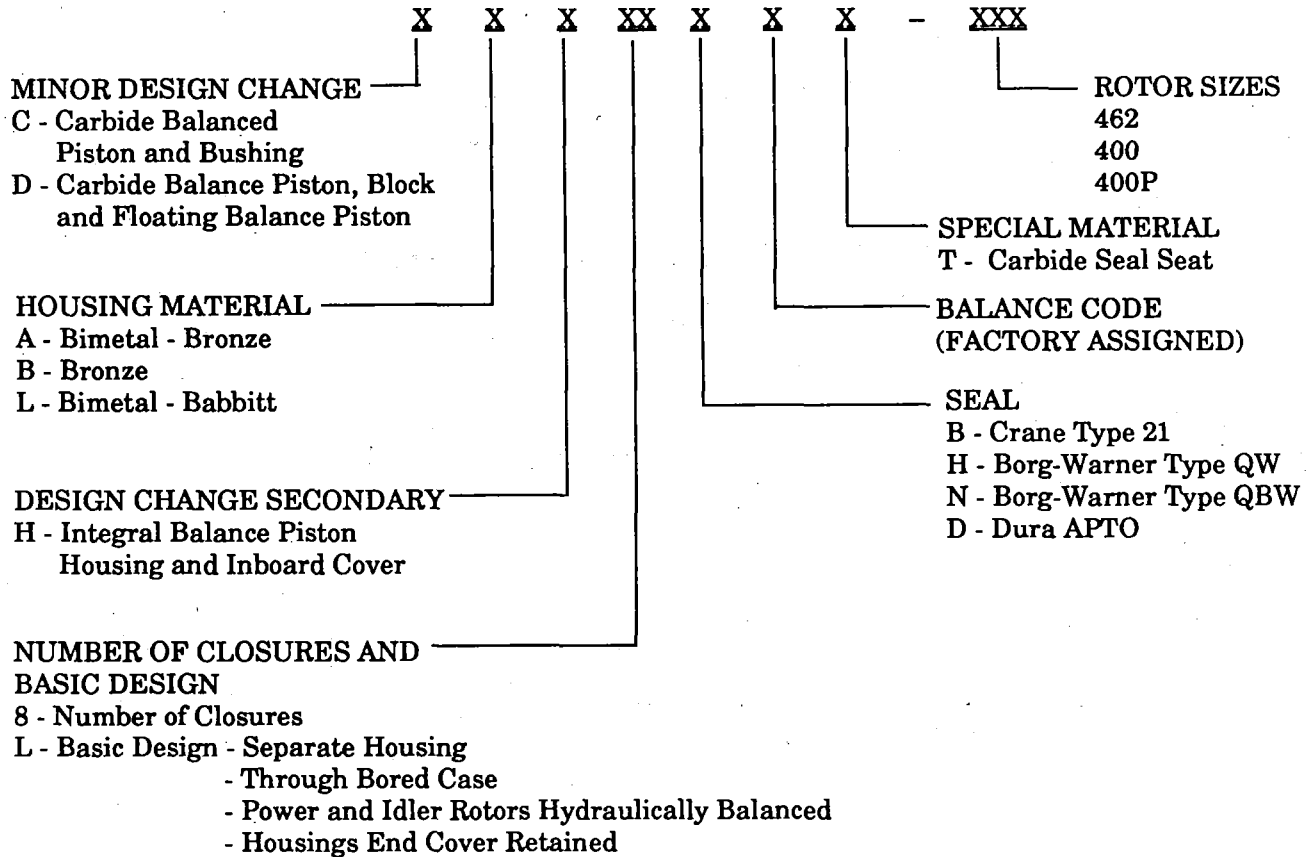 X X X XX X X X - XXX
MINOR DESIGN CHANGE
C - Carbide Balanced
Piston and Bushing
D - Carbide Balance Piston, Block
and Floating Balance Piston
HOUSING MATERIAL
A - Bimetal - Bronze
B - Bronze
L - Bimetal - Babbitt
DESIGN CHANGE SECONDARY
H - Integral Balance Piston
Housing and Inboard Cover
NUMBER OF CLOSURES AND
BASIC DESIGN
8 - Number of Closures
L - Basic Design - Separate Housing
- Through Bored Case
- Power and Idler Rotors Hydraulically Balanced
- Housings End Cover Retained
ROTOR SIZES
462
400
400P
SPECIAL MATERIAL
T - Carbide Seal Seat
BALANCE CODE
(FACTORY ASSIGNED)
SEAL
B - Crane Type 21
H - Borg-Warner Type QW
N - Borg-Warner Type QBW
D - Dura APTO